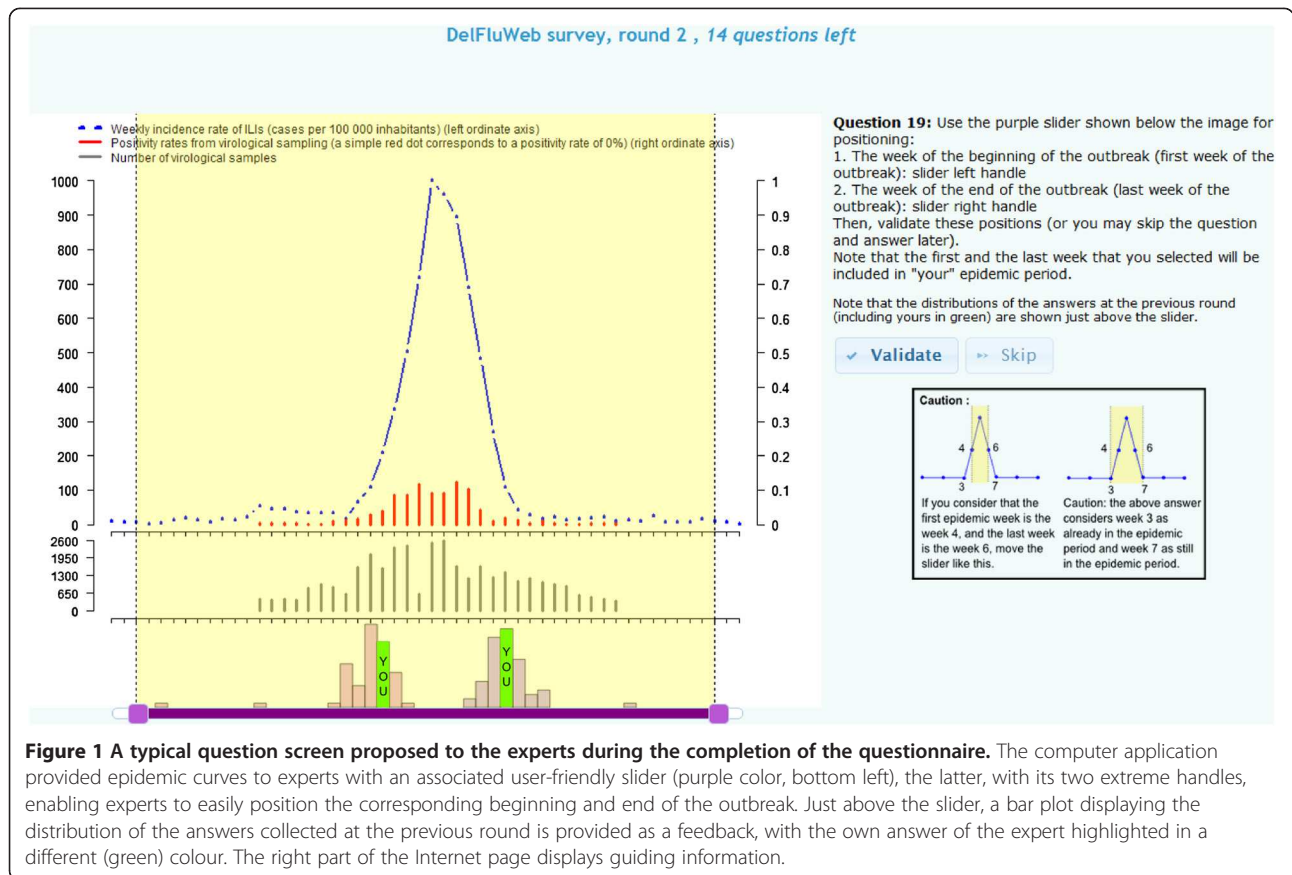 DelFluWeb survey, round 2 , 14 questions left
Weekly incidence rate of ILIs (cases per 100 000 inhabitants) (left ordinate axis)
Positivity rates from virological sampling (a simple red dot corresponds to a positivity rate of 0%) (right ordinate axis)
Number of virological samples
1000
900
800
700
600
500
400
300
200
100
0
1
0.9
0.8
0.7
0.6
0.5
0.4
0.3
0.2
0.1
0
2600
1950
1300
650
0
YOU
YOU
Question 19: Use the purple slider shown below the image for
positioning:
1. The week of the beginning of the outbreak (first week of the
outbreak): slider left handle
2. The week of the end of the outbreak (last week of the
outbreak): slider right handle
Then, validate these positions (or you may skip the question
and answer later).
Note that the first and the last week that you selected will be
included in "your" epidemic period.
Note that the distributions of the answers at the previous round
(including yours in green) are shown just above the slider.
Validate
Skip
Caution :
4 6
3 7
If you consider that the
first epidemic week is the
week 4, and the last week
is the week 6, move the
slider like this.
4 6
3 7
Caution: the above answer
considers week 3 as
already in the epidemic
period and week 7 as still
in the epidemic period.
Figure 1 A typical question screen proposed to the experts during the completion of the questionnaire. The computer application
provided epidemic curves to experts with an associated user-friendly slider (purple color, bottom left), the latter, with its two extreme handles,
enabling experts to easily position the corresponding beginning and end of the outbreak. Just above the slider, a bar plot displaying the
distribution of the answers collected at the previous round is provided as a feedback, with the own answer of the expert highlighted in a
different (green) colour. The right part of the Internet page displays guiding information.